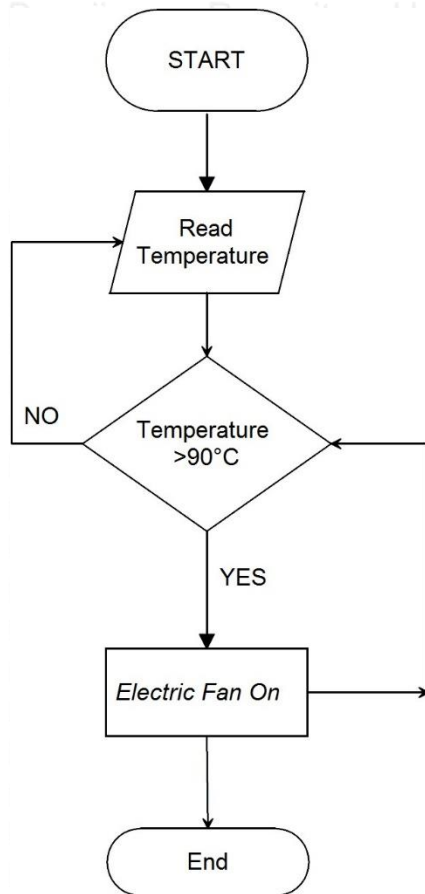 START
Read
Temperature
NO
Temperature
>90°C
YES
Electric Fan On
End